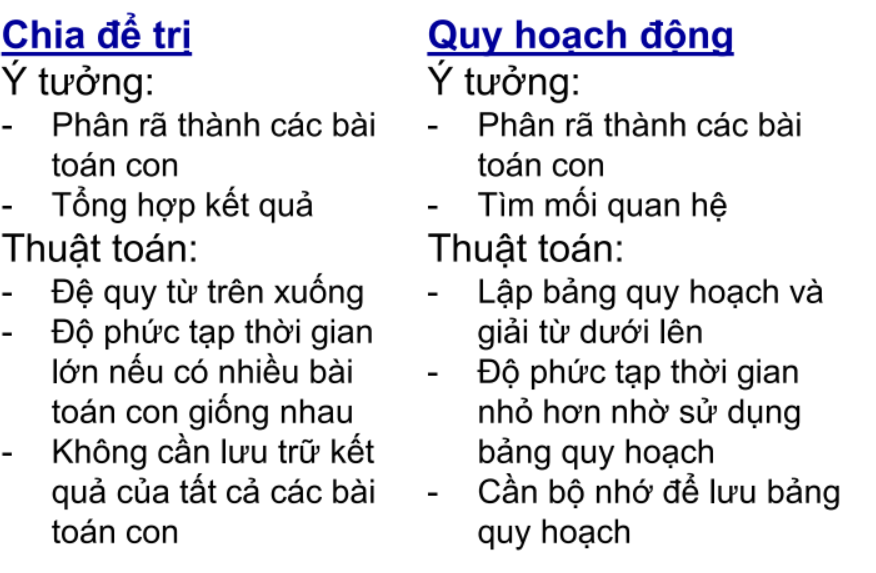 Chia để trị
Ý tưởng:
- Phân rã thành các bài
toán con
- Tổng hợp kết quả
Thuật toán:
- Đệ quy từ trên xuống
- Độ phức tạp thời gian
lớn nếu có nhiều bài
toán con giống nhau
- Không cần lưu trữ kết
quả của tất cả các bài
toán con
Quy hoạch động
Ý tưởng:
- Phân rã thành các bài
toán con
- Tìm mối quan hệ
Thuật toán:
- Lập bảng quy hoạch và
giải từ dưới lên
- Độ phức tạp thời gian
nhỏ hơn nhờ sử dụng
bảng quy hoạch
- Cần bộ nhớ để lưu bảng
quy hoạch